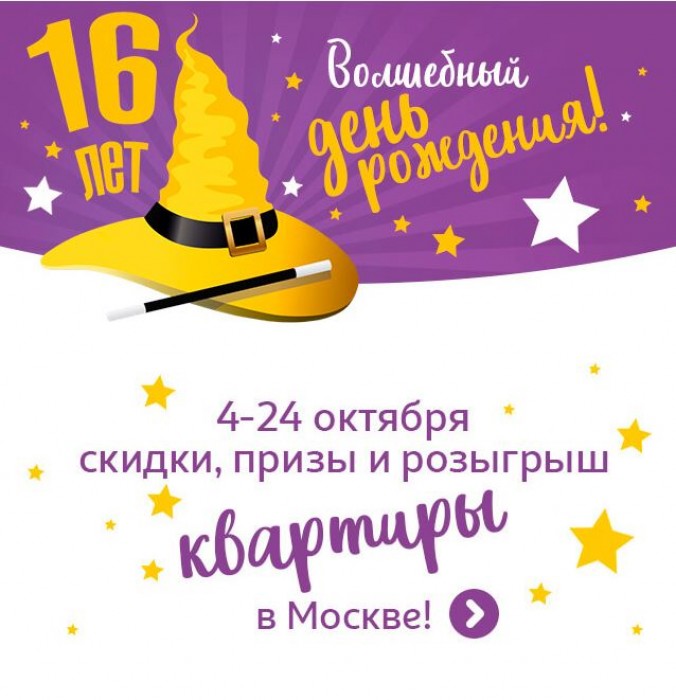 16
лет
Волшебный
день
рождения!
4-24 октября
скидки, призы и розыгрыш
квартиры
в Москве!